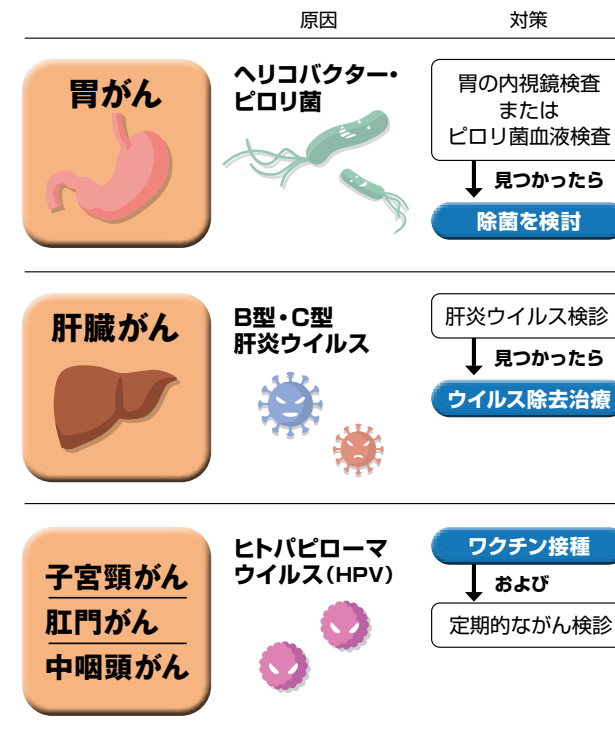 原因
対策
胃がん
ヘリコバクター・
ピロリ菌
胃の内視鏡検査
または
ピロリ菌血液検査
見つかったら
除菌を検討
肝臓がん
B型・C型
肝炎ウイルス
肝炎ウイルス検診
見つかったら
ウイルス除去治療
子宮頸がん
肛門がん
中咽頭がん
ヒトパピローマ
ウイルス（HPV）
ワクチン接種
および
定期的ながん検診